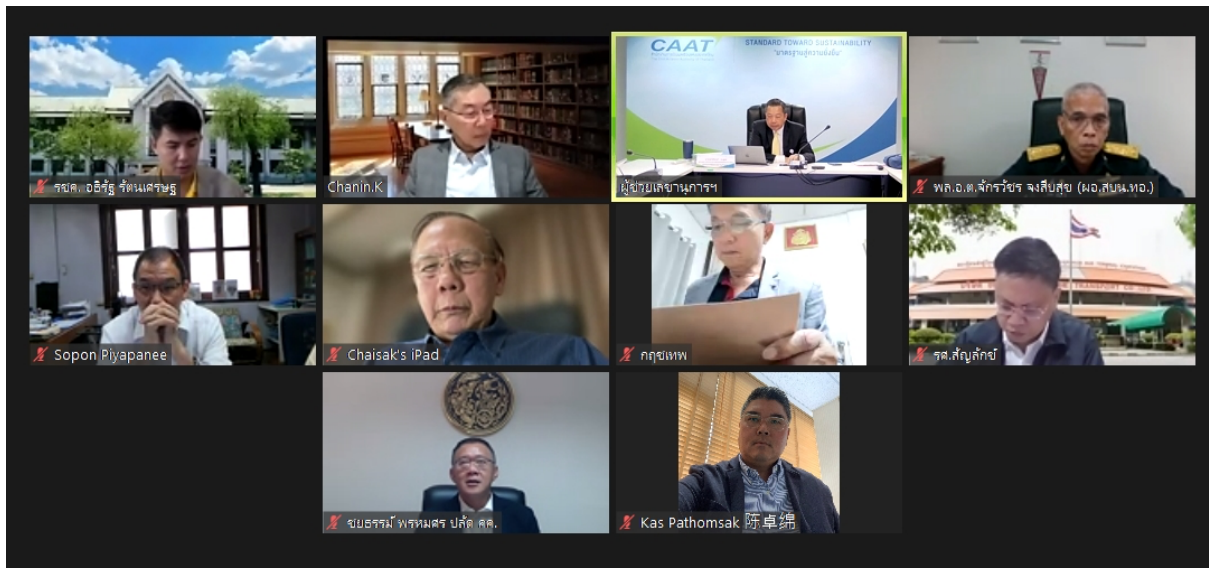 รชค. อธิรัฐ รัตนเศรษฐ
Chanin.K
CAAT
STANDARD TOWARD SUSTAINABILITY
"มาตรฐานสู่ความยั่งยืน"
ผู้ช่วยเลขานุการฯ
พล.อ.ต.จักรวัชร จงสืบสุข (ผอ.สบน.ทอ.)
Sopon Piyapanee
Chaisak's iPad
กฤชเทพ
รศ.สัญลักข์
ชยธรรม์ พรหมศร ปลัด คค.
Kas Pathomsak 陈卓绵